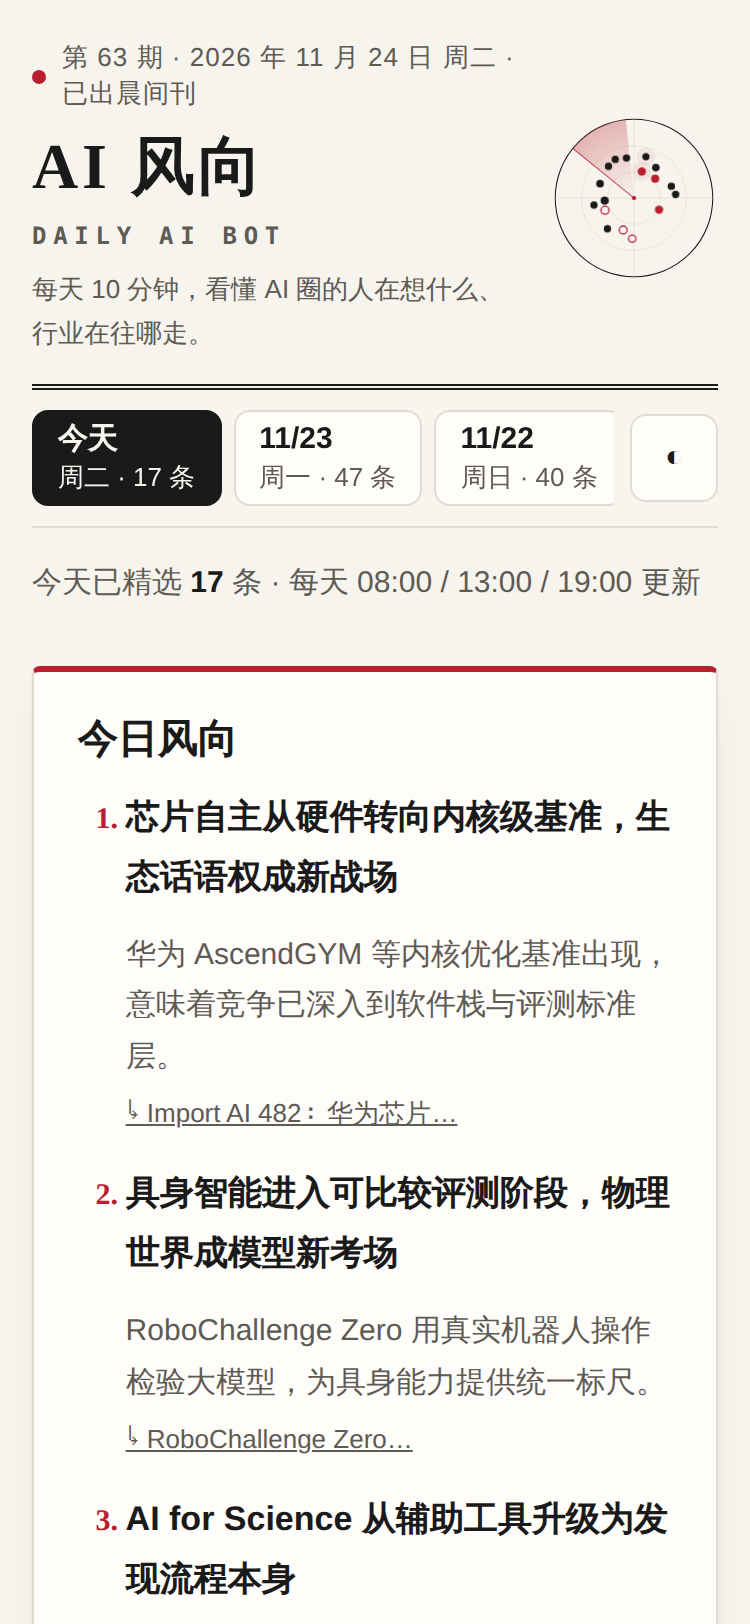 第 63 期 · 2026 年 11 月 24 日 周二 ·
已出晨间刊
AI 风向
DAILY AI BOT
每天 10 分钟，看懂 AI 圈的人在想什么、
行业在往哪走。
今天
周二 · 17 条
11/23
周一 · 47 条
11/22
周日 · 40 条
今天已精选 17 条 · 每天 08:00 / 13:00 / 19:00 更新
今日风向
1. 芯片自主从硬件转向内核级基准，生
态话语权成新战场
华为 AscendGYM 等内核优化基准出现，
意味着竞争已深入到软件栈与评测标准
层。
↳ Import AI 482：华为芯片…
2. 具身智能进入可比较评测阶段，物理
世界成模型新考场
RoboChallenge Zero 用真实机器人操作
检验大模型，为具身能力提供统一标尺。
↳ RoboChallenge Zero…
3. AI for Science 从辅助工具升级为发
现流程本身